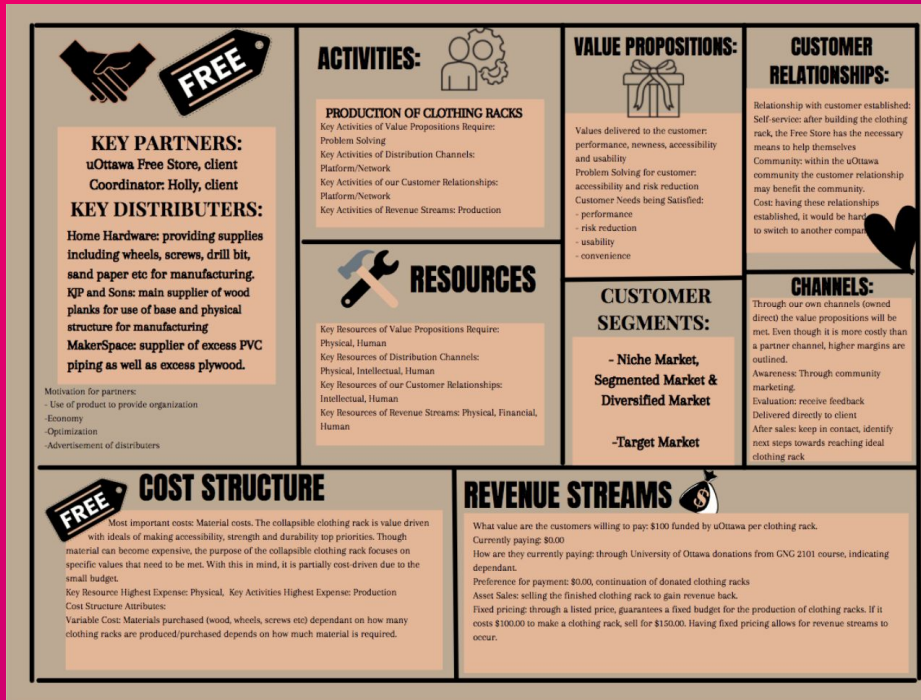 FREE
KEY PARTNERS:
uOttawa Free Store, client
Coordinator: Holly, client
KEY DISTRIBUTERS:
Home Hardware: providing supplies
including wheels, screws, drill bit,
sand paper etc for manufacturing.
KJP and Sons: main supplier of wood
planks for use of base and physical
structure for manufacturing
MakerSpace: supplier of excess PVC
piping as well as excess plywood.
Motivation for partners:
- Use of product to provide organization
-Economy
-Optimization
-Advertisement of distributers
ACTIVITIES:
PRODUCTION OF CLOTHING RACKS
Key Activities of Value Propositions Require:
Problem Solving
Key Activities of Distribution Channels:
Platform/Network
Key Activities of our Customer Relationships:
Platform/Network
Key Activities of Revenue Streams: Production
RESOURCES
Key Resources of Value Propositions Require:
Physical, Human
Key Resources of Distribution Channels:
Physical, Intellectual, Human
Key Resources of our Customer Relationships:
Intellectual, Human
Key Resources of Revenue Streams: Physical, Financial,
Human
VALUE PROPOSITIONS:
Values delivered to the customer:
performance, newness, accessibility
and usability
Problem Solving for customer:
accessibility and risk reduction
Customer Needs being Satisfied:
- performance
- risk reduction
- usability
- convenience
CUSTOMER
SEGMENTS:
- Niche Market,
Segmented Market &
Diversified Market
-Target Market
CUSTOMER
RELATIONSHIPS:
Relationship with customer established:
Self-service: after building the clothing
rack, the Free Store has the necessary
means to help themselves
Community: within the uOttawa
community the customer relationship
may benefit the community.
Cost: having these relationships
established, it would be hard
to switch to another
CHANNELS:
Through our own channels (owned
direct) the value propositions will be
met. Even though it is more costly than
a partner channel, higher margins are
outlined.
Awareness: Through community
marketing.
Evaluation: receive feedback
Delivered directly to client
After sales: keep in contact, identify
next steps towards reaching ideal
clothing rack
FREE
COST STRUCTURE
Most important costs: Material costs. The collapsible clothing rack is value driven
with ideals of making accessibility, strength and durability top priorities. Though
material can become expensive, the purpose of the collapsible clothing rack focuses on
specific values that need to be met. With this in mind, it is partially cost-driven due to the
small budget.
Key Resource Highest Expense: Physical, Key Activities Highest Expense: Production
Cost Structure Attributes:
Variable Cost: Materials purchased (wood, wheels, screws etc) dependant on how many
clothing racks are produced/purchased depends on how much material is required.
REVENUE STREAMS
$
What value are the customers willing to pay: $100 funded by uOttawa per clothing rack.
Currently paying: $0.00
How are they currently paying: through University of Ottawa donations from GNG 2101 course, indicating
dependant.
Preference for payment: $0.00, continuation of donated clothing racks
Asset Sales: selling the finished clothing rack to gain revenue back.
Fixed pricing: through a listed price, guarantees a fixed budget for the production of clothing racks. If it
costs $100.00 to make a clothing rack, sell for $150.00. Having fixed pricing allows for revenue streams to
occur.